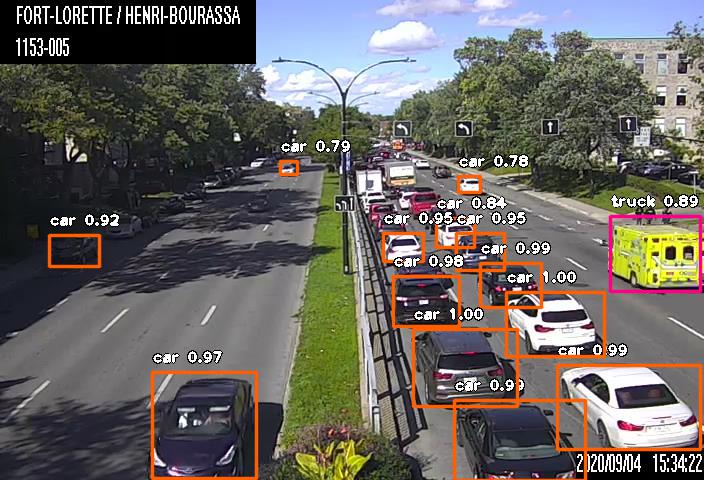 FORT-LORETTE / HENRI-BOURASSA
1153-005
car 0.79
car 0.78
truck 0.89
car 0.84
car 0.95
car 0.95
car 0.92
car 0.99
car 0.98
car 1.00
car 1.00
car 0.97
car 0.99
car 0.99
2020/09/04 15:34:22